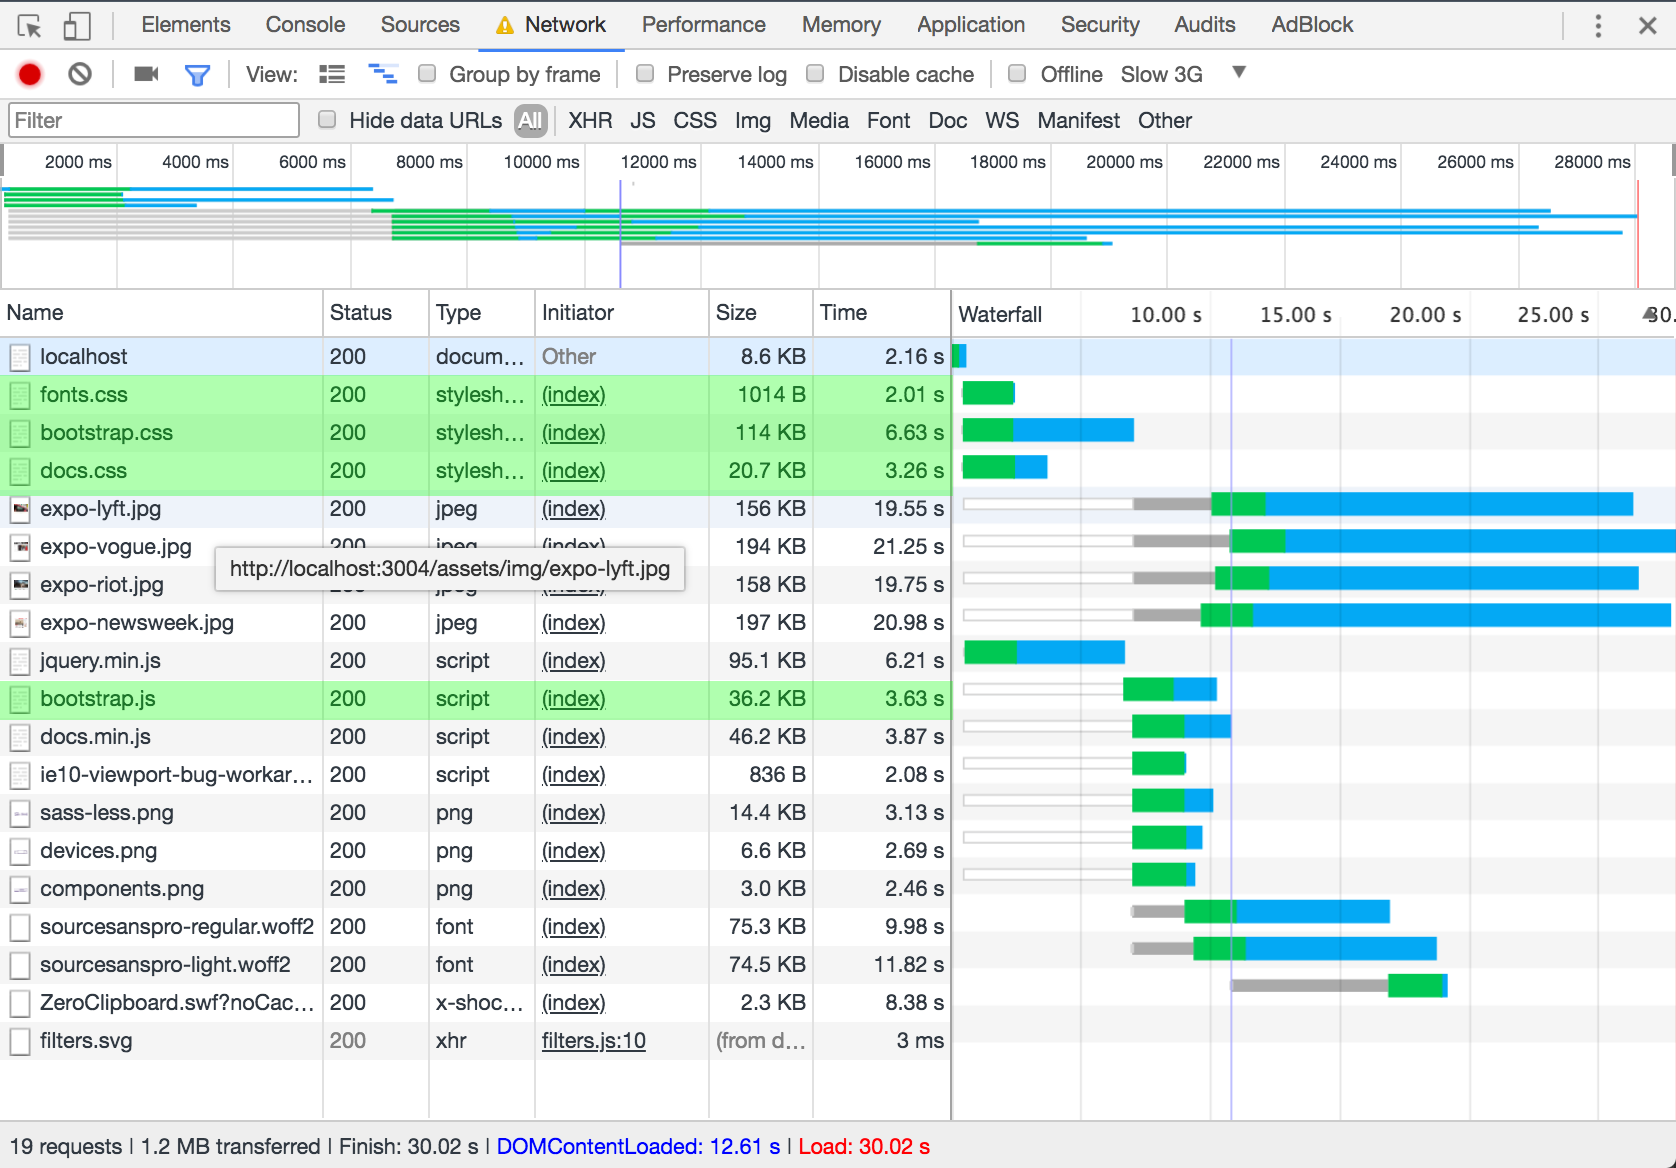 Elements Console Sources Network Performance Memory Application Security Audits AdBlock
View: Group by frame Preserve log Disable cache Offline Slow 3G
Filter Hide data URLs All XHR JS CSS Img Media Font Doc WS Manifest Other
2000 ms 4000 ms 6000 ms 8000 ms 10000 ms 12000 ms 14000 ms 16000 ms 18000 ms 20000 ms 22000 ms 24000 ms 26000 ms 28000 ms
Name Status Type Initiator Size Time Waterfall 10.00 s 15.00 s 20.00 s 25.00 s 30.
localhost 200 docum... Other 8.6 KB 2.16 s
fonts.css 200 stylesh... (index) 1014 B 2.01 s
bootstrap.css 200 stylesh... (index) 114 KB 6.63 s
docs.css 200 stylesh... (index) 20.7 KB 3.26 s
expo-lyft.jpg 200 jpeg (index) 156 KB 19.55 s
expo-vogue.jpg 200 jpeg (index) 194 KB 21.25 s
http://localhost:3004/assets/img/expo-lyft.jpg
expo-riot.jpg 200 jpeg (index) 158 KB 19.75 s
expo-newsweek.jpg 200 jpeg (index) 197 KB 20.98 s
jquery.min.js 200 script (index) 95.1 KB 6.21 s
bootstrap.js 200 script (index) 36.2 KB 3.63 s
docs.min.js 200 script (index) 46.2 KB 3.87 s
ie10-viewport-bug-workar... 200 script (index) 836 B 2.08 s
sass-less.png 200 png (index) 14.4 KB 3.13 s
devices.png 200 png (index) 6.6 KB 2.69 s
components.png 200 png (index) 3.0 KB 2.46 s
sourcesanspro-regular.woff2 200 font (index) 75.3 KB 9.98 s
sourcesanspro-light.woff2 200 font (index) 74.5 KB 11.82 s
ZeroClipboard.swf?noCac... 200 x-shoc... (index) 2.3 KB 8.38 s
filters.svg 200 xhr filters.js:10 (from d... 3 ms
19 requests | 1.2 MB transferred | Finish: 30.02 s | DOMContentLoaded: 12.61 s | Load: 30.02 s